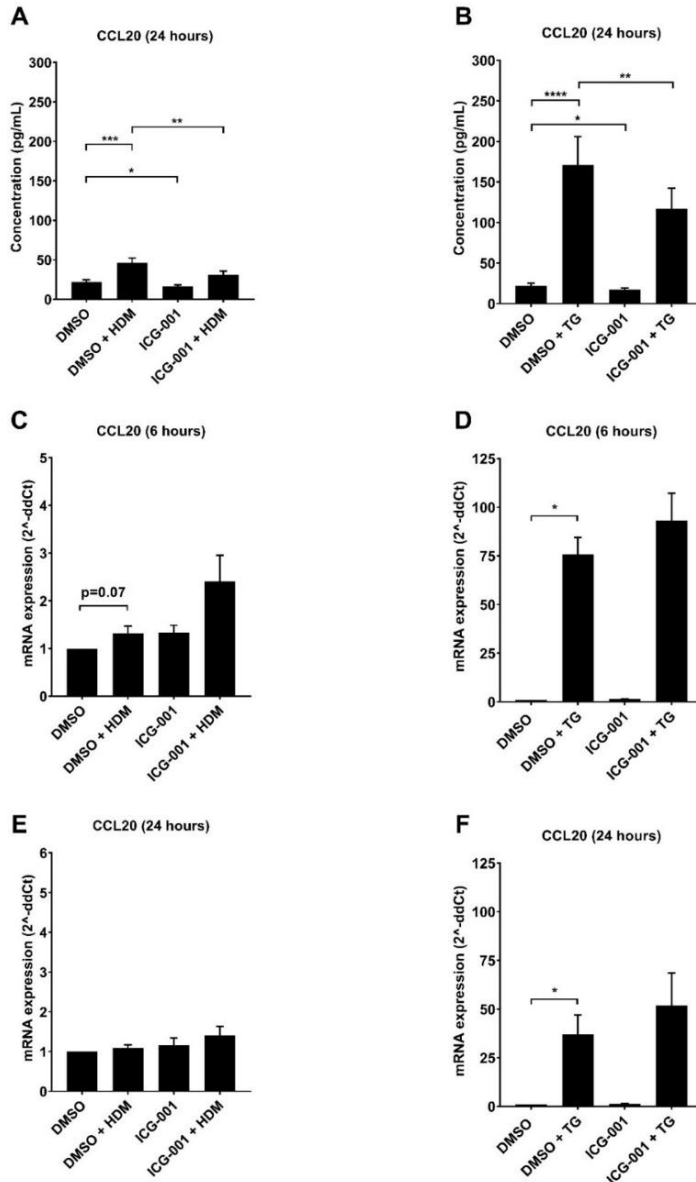 A
CCL20 (24 hours)
Concentration (pg/mL)
300
250
200
150
100
50
0
***
**
*
DMSO
DMSO + HDM
ICG-001
ICG-001 + HDM
B
CCL20 (24 hours)
Concentration (pg/mL)
300
250
200
150
100
50
0
**
****
*
DMSO
DMSO + TG
ICG-001
ICG-001 + TG
C
CCL20 (6 hours)
mRNA expression (2^-ddCt)
5
4
3
2
1
0
p=0.07
DMSO
DMSO + HDM
ICG-001
ICG-001 + HDM
D
CCL20 (6 hours)
mRNA expression (2^-ddCt)
125
100
75
50
25
0
*
DMSO
DMSO + TG
ICG-001
ICG-001 + TG
E
CCL20 (24 hours)
mRNA expression (2^-ddCt)
6
5
4
3
2
1
0
DMSO
DMSO + HDM
ICG-001
ICG-001 + HDM
F
CCL20 (24 hours)
mRNA expression (2^-ddCt)
125
100
75
50
25
0
*
DMSO
DMSO + TG
ICG-001
ICG-001 + TG